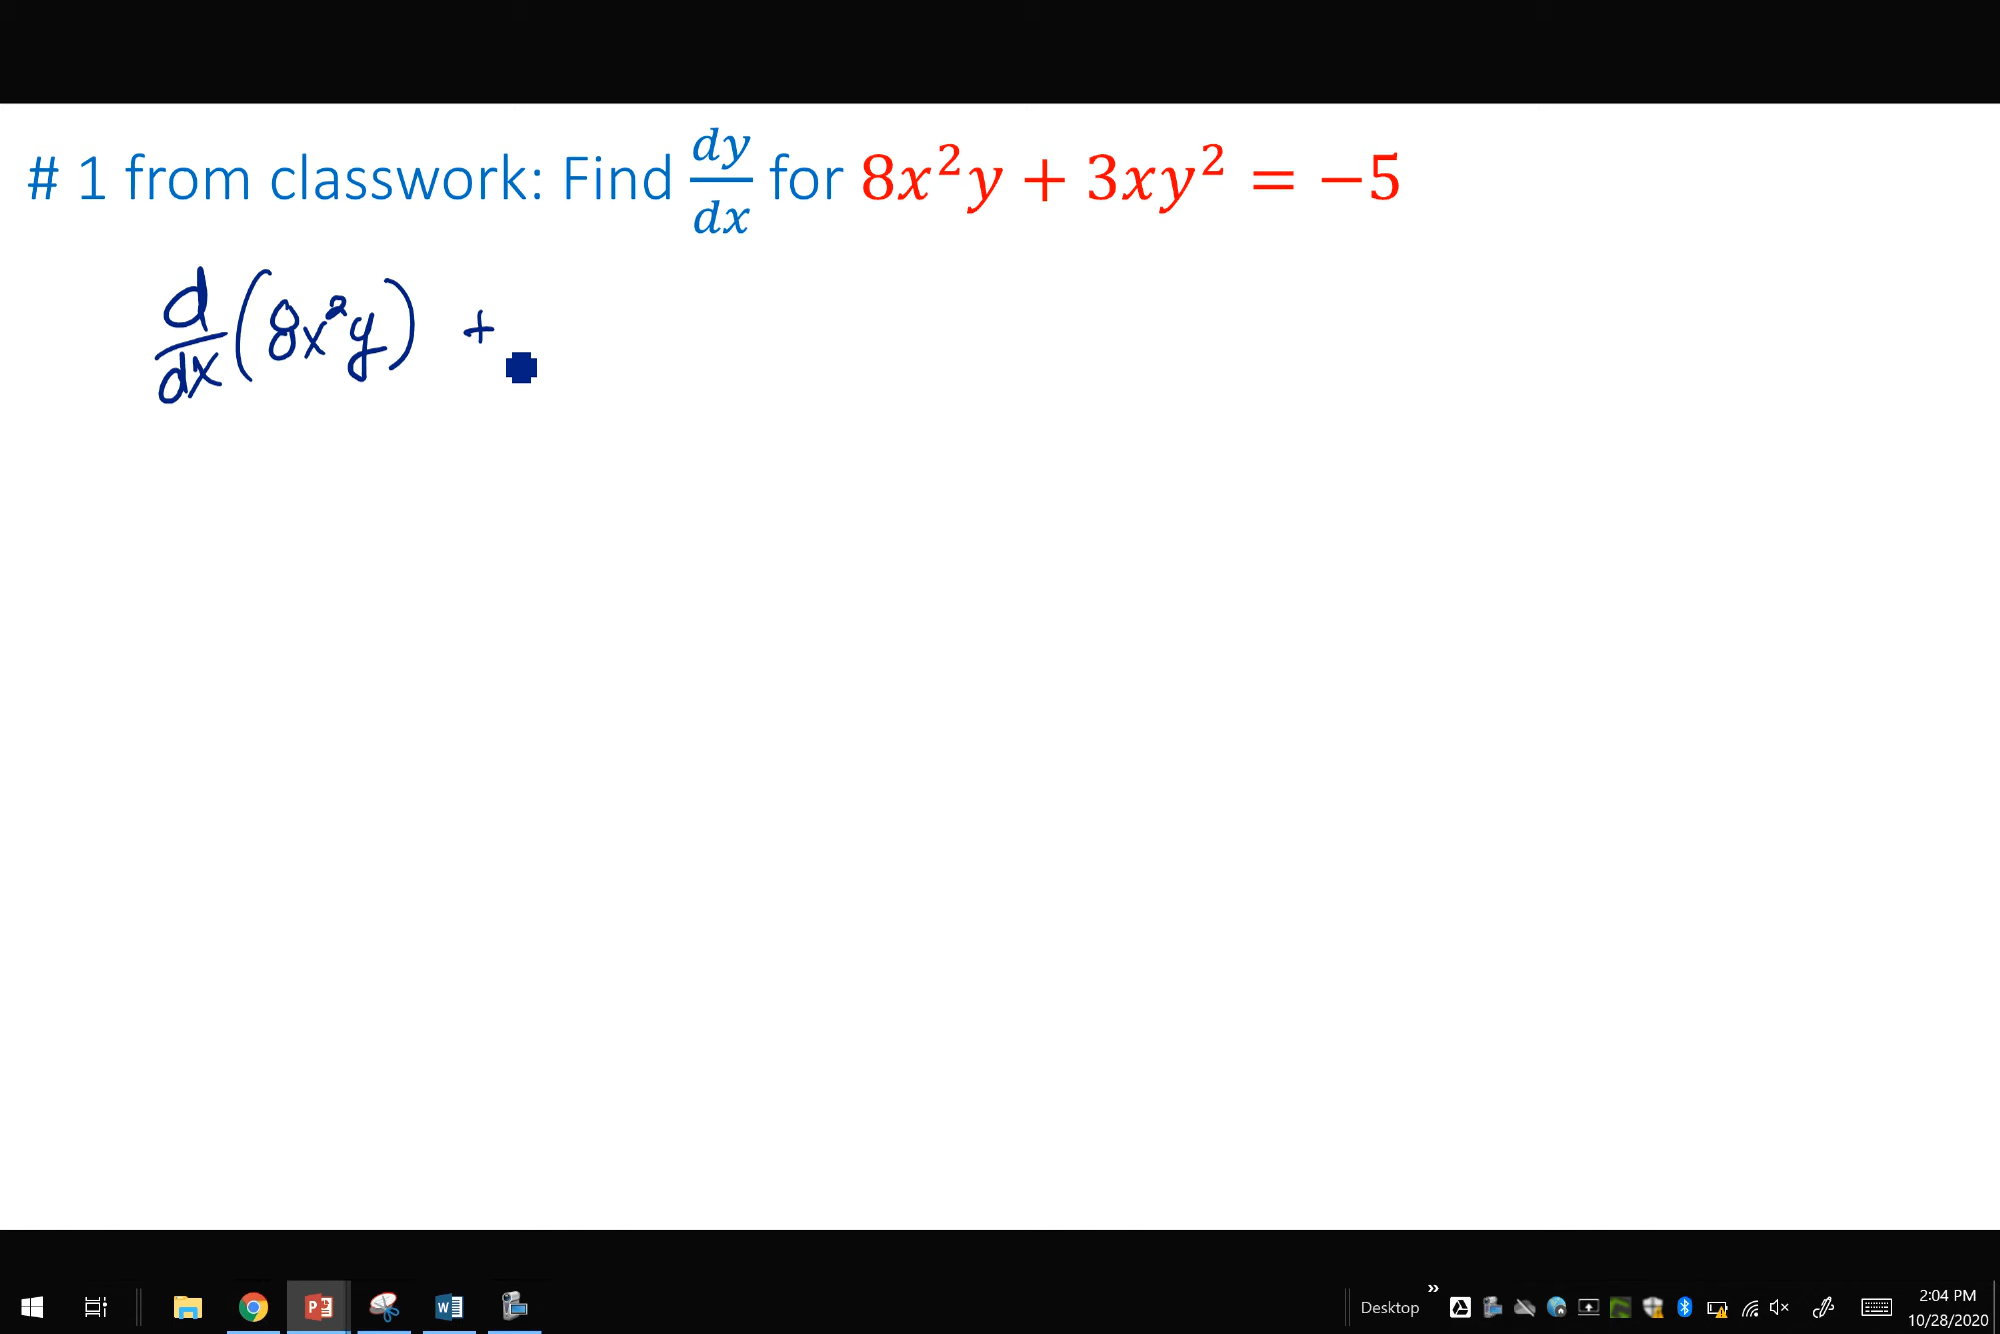 # 1 from classwork: Find dy/dx for 8x²y + 3xy² = −5
d/dx (8x²y) +
Desktop
2:04 PM
10/28/2020